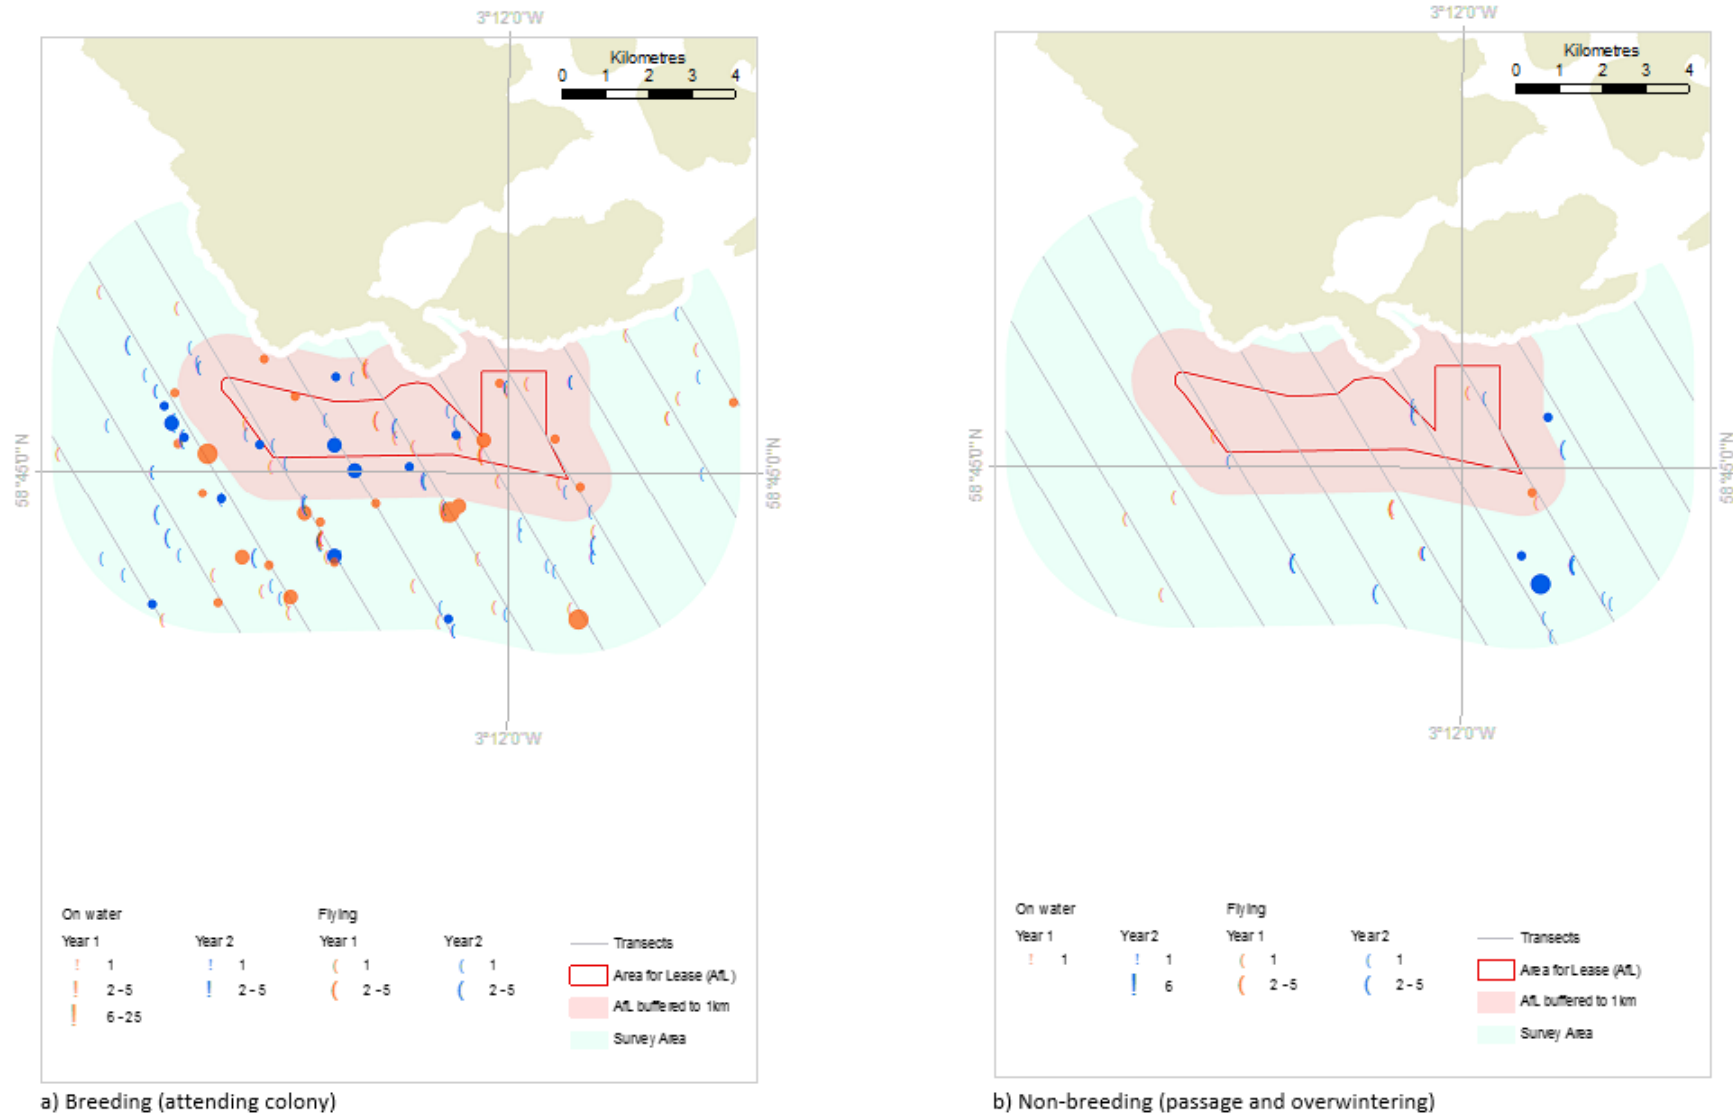 3°12'0"W
Kilometres
0 1 2 3 4
58°45'0"N
58°45'0"N
3°12'0"W
On water
Flying
Year 1
Year 2
Year 1
Year 2
! 1
! 1
( 1
( 1
! 2-5
! 2-5
( 2-5
( 2-5
! 6-25
Transects
Area for Lease (AfL)
AfL buffered to 1km
Survey Area
a) Breeding (attending colony)
3°12'0"W
Kilometres
0 1 2 3 4
58°45'0"N
58°45'0"N
3°12'0"W
On water
Flying
Year 1
Year2
Year 1
Year2
! 1
! 1
( 1
( 1
! 6
( 2-5
( 2-5
Transects
Area for Lease (AfL)
AfL buffered to 1km
Survey Area
b) Non-breeding (passage and overwintering)